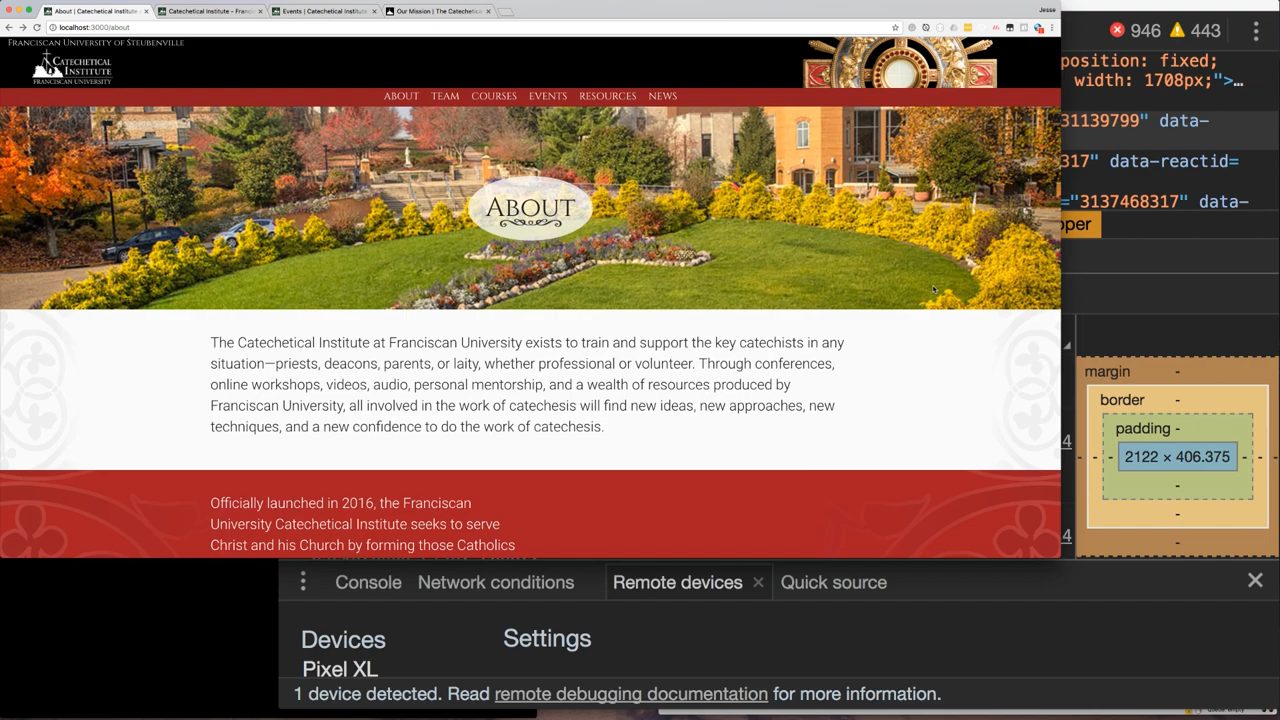 About | Catechetical Institute
Catechetical Institute - Fran
Events | Catechetical Institute
Our Mission | The Catechetic
Jesse
localhost:3000/about
FRANCISCAN UNIVERSITY OF STEUBENVILLE
CATECHETICAL
INSTITUTE
FRANCISCAN UNIVERSITY
ABOUT TEAM COURSES EVENTS RESOURCES NEWS
ABOUT
The Catechetical Institute at Franciscan University exists to train and support the key catechists in any
situation—priests, deacons, parents, or laity, whether professional or volunteer. Through conferences,
online workshops, videos, audio, personal mentorship, and a wealth of resources produced by
Franciscan University, all involved in the work of catechesis will find new ideas, new approaches, new
techniques, and a new confidence to do the work of catechesis.
Officially launched in 2016, the Franciscan
University Catechetical Institute seeks to serve
Christ and his Church by forming those Catholics
946 443
position: fixed;
width: 1708px;">…
31139799" data-
317" data-reactid=
="3137468317" data-
pper
margin -
border -
padding -
4 - - - 2122 × 406.375 - - -
-
-
4 -
Console Network conditions Remote devices × Quick source
Devices Settings
Pixel XL
1 device detected. Read remote debugging documentation for more information.